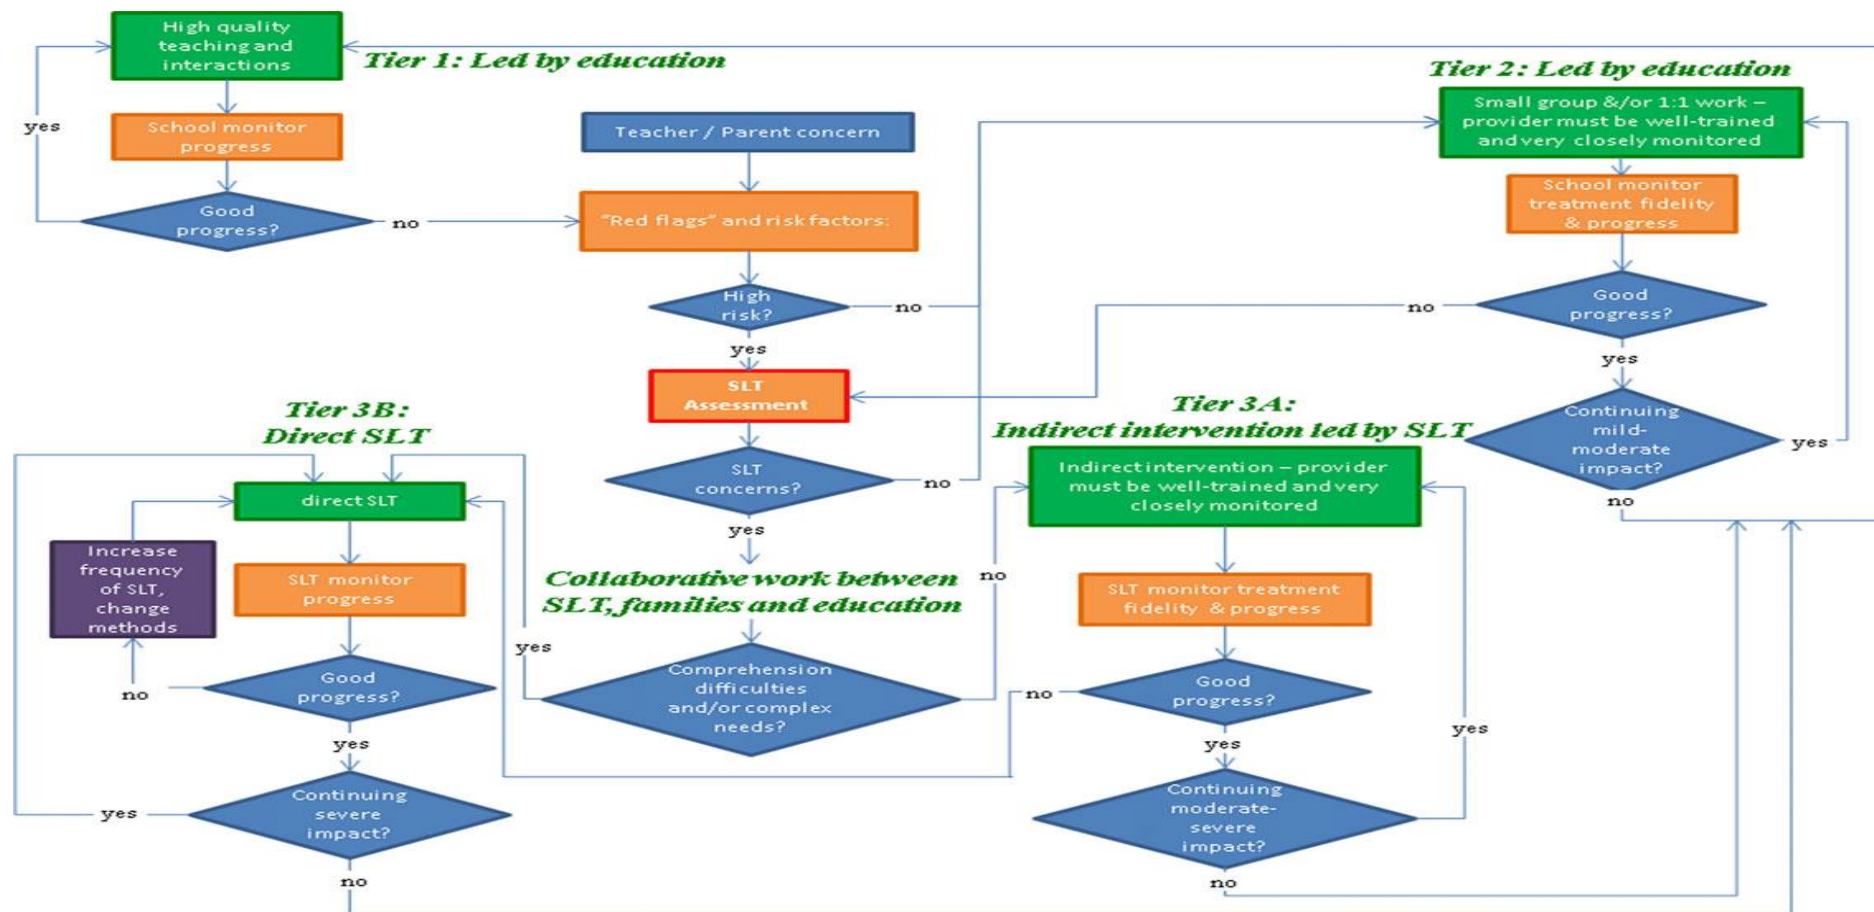 High quality
teaching and
interactions
Tier 1: Led by education
yes
School monitor
progress
Good
progress?
no
Teacher / Parent concern
"Red flags" and risk factors:
High
risk?
no
yes
SLT
Assessment
SLT
concerns?
no
yes
Collaborative work between
SLT, families and education
Comprehension
difficulties
and/or complex
needs?
yes
no
Tier 2: Led by education
Small group &/or 1:1 work –
provider must be well-trained
and very closely monitored
School monitor
treatment fidelity
& progress
Good
progress?
no
yes
Continuing
mild-
moderate
impact?
yes
no
Tier 3A:
Indirect intervention led by SLT
Indirect intervention – provider
must be well-trained and very
closely monitored
SLT monitor treatment
fidelity & progress
Good
progress?
no
yes
Continuing
moderate-
severe
impact?
yes
no
Tier 3B:
Direct SLT
direct SLT
SLT monitor
progress
Increase
frequency
of SLT,
change
methods
Good
progress?
no
yes
Continuing
severe
impact?
yes
no